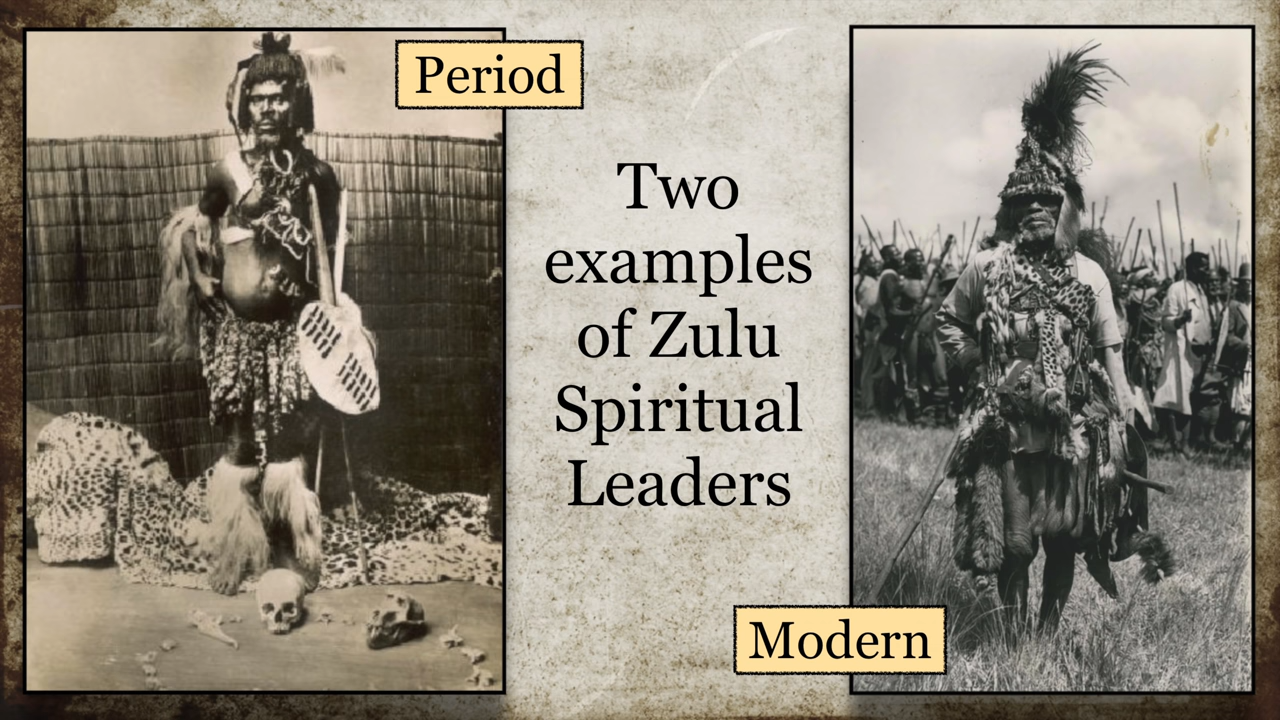 Period
Two
examples
of Zulu
Spiritual
Leaders
Modern